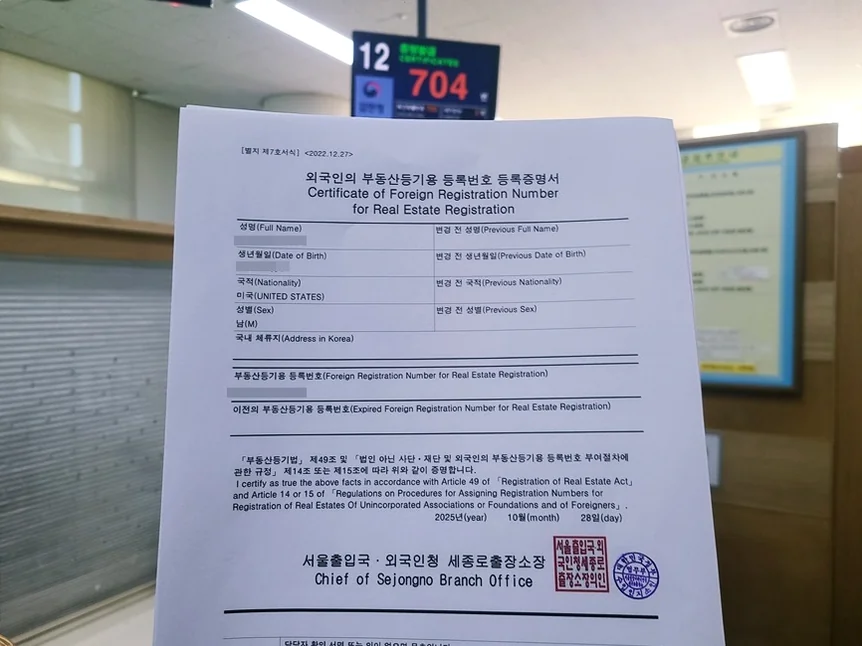 12
CERTIFICATES
704
[별지 제7호서식] <2022.12.27>
외국인의 부동산등기용 등록번호 등록증명서
Certificate of Foreign Registration Number
for Real Estate Registration
성명(Full Name)
변경 전 성명(Previous Full Name)
생년월일(Date of Birth)
변경 전 생년월일(Previous Date of Birth)
국적(Nationality)
변경 전 국적(Previous Nationality)
미국(UNITED STATES)
성별(Sex)
변경 전 성별(Previous Sex)
남(M)
국내 체류지(Address in Korea)
부동산등기용 등록번호(Foreign Registration Number for Real Estate Registration)
이전의 부동산등기용 등록번호(Expired Foreign Registration Number for Real Estate Registration)
「부동산등기법」 제49조 및 「법인 아닌 사단·재단 및 외국인의 부동산등기용 등록번호 부여절차에
관한 규정」 제14조 또는 제15조에 따라 위와 같이 증명합니다.
I certify as true the above facts in accordance with Article 49 of 「Registration of Real Estate Act」
and Article 14 or 15 of 「Regulations on Procedures for Assigning Registration Numbers for
Registration of Real Estates Of Unincorporated Associations or Foundations and of Foreigners」.
2025년(year) 10월(month) 28일(day)
서울출입국·외국인청 세종로출장소장
Chief of Sejongno Branch Office
서울출입국·외
국인청세종로
출장소장의인